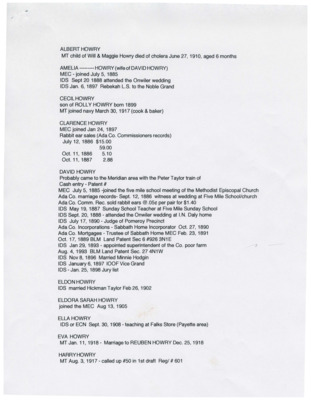 ALBERT HOWRY
MT child of Will & Maggie Howry died of cholera June 27, 1910, aged 6 months
AMELIA ----------HOWRY (wife of DAVID HOWRY)
MEC - joined July 5, 1885
IDS Sept 20 1888 attended the Onwiler wedding
IDS Jan. 6, 1897 Rebekah L.S. to the Noble Grand
CECIL HOWRY
son of ROLLY HOWRY born 1899
MT joined navy March 30, 1917 (cook & baker)
CLARENCE HOWRY
MEC joined Jan 24, 1897
Rabbit ear sales (Ada Co. Commissioners records)
July 12, 1886 $15.00
59.00
Oct. 11, 1886 5.10
Oct. 11, 1887 2.88
DAVID HOWRY
Probably came to the Meridian area with the Peter Taylor train of
Cash entry - Patent #
MEC July 5, 1885 -joined the five mile school meeting of the Methodist Episcopal Church
Ada Co. marriage records- Sept. 12, 1886 witness at wedding at Five Mile School/church
Ada Co. Comm. Rec. sold rabbit ears @ .05¢ per pair for $1.40
IDS May 19, 1887 Sunday School Teacher at Five Mile Sunday School
IDS Sept. 20, 1888 - attended the Onwiler wedding at I.N. Daly home
IDS July 17, 1890 - Judge of Pomeroy Precinct
Ada Co. Incorporations - Sabbath Home Incorporator Oct. 27, 1890
Ada Co. Mortgages - Trustee of Sabbath Home MEC Feb. 23, 1891
Oct. 17, 1889 BLM Land Patent Sec 6 #926 3N1E
IDS Jan 29, 1893 - appointed superintendent of the Co. poor farm
Aug. 4, 1893 BLM Land Patent Sec. 27 4N1W
IDS Nov 8, 1896 Married Minnie Hodgin
IDS January 6, 1897 IOOF Vice Grand
IDS - Jan. 25, 1898 Jury list
ELDON HOWRY
IDS married Hickman Taylor Feb 26, 1902
ELDORA SARAH HOWRY
joined the MEC Aug 13, 1905
ELLA HOWRY
IDS or ECN Sept. 30, 1908 - teaching at Falks Store (Payette area)
EVA HOWRY
MT Jan. 11, 1918 - Marriage to REUBEN HOWRY Dec. 25, 1918
HARRY HOWRY
MT Aug. 3, 1917 - called up #50 in 1st draft Reg/ # 601